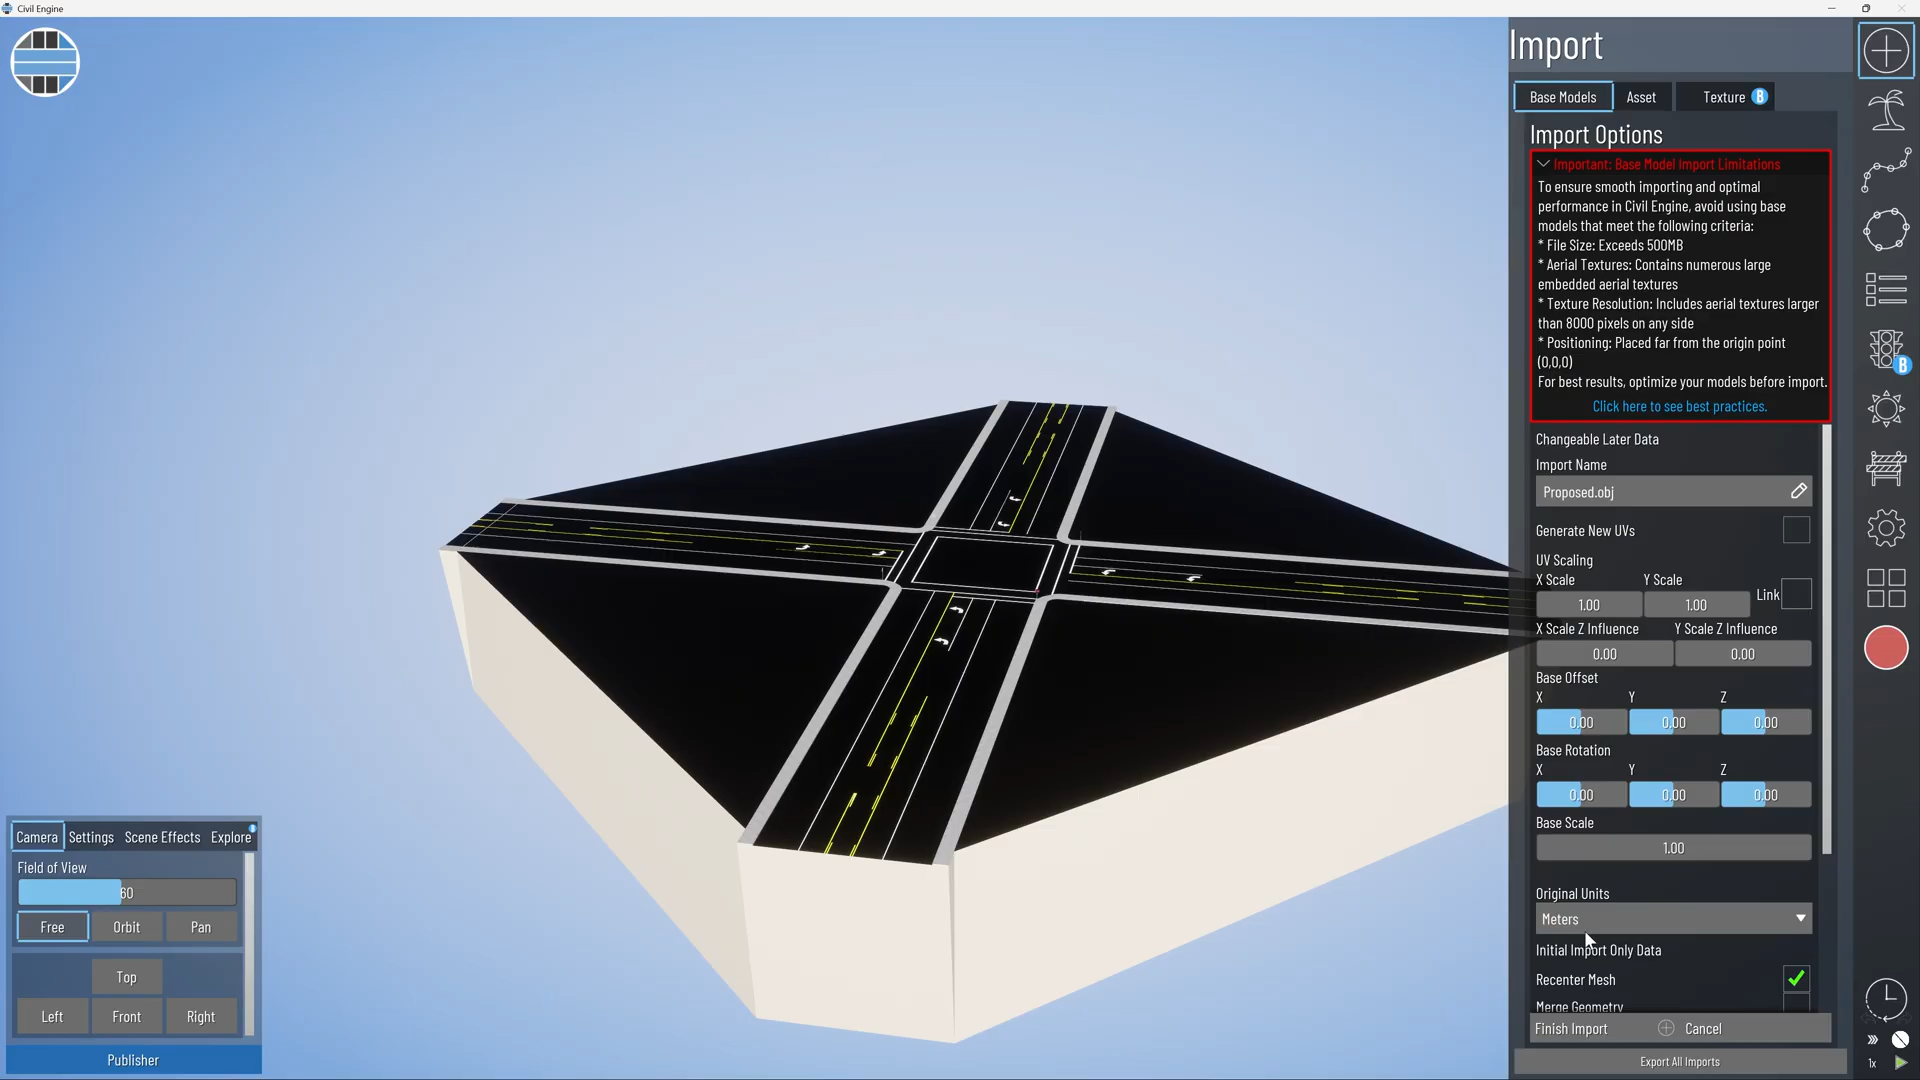 Civil Engine
Import
Base Models
Asset
Texture B
Import Options
Important: Base Model Import Limitations
To ensure smooth importing and optimal
performance in Civil Engine, avoid using base
models that meet the following criteria:
* File Size: Exceeds 500MB
* Aerial Textures: Contains numerous large
embedded aerial textures
* Texture Resolution: Includes aerial textures larger
than 8000 pixels on any side
* Positioning: Placed far from the origin point
(0,0,0)
For best results, optimize your models before import.
Click here to see best practices.
Changeable Later Data
Import Name
Proposed.obj
Generate New UVs
UV Scaling
X Scale Y Scale
Link
1.00 1.00
X Scale Z Influence Y Scale Z Influence
0.00 0.00
Base Offset
X Y Z
0.00 0.00 0.00
Base Rotation
X Y Z
0.00 0.00 0.00
Base Scale
1.00
Original Units
Meters
Initial Import Only Data
Recenter Mesh
Merge Geometry
Finish Import Cancel
Export All Imports
B
1x
Camera Settings Scene Effects Explore
Field of View
60
Free Orbit Pan
Top
Left Front Right
Publisher